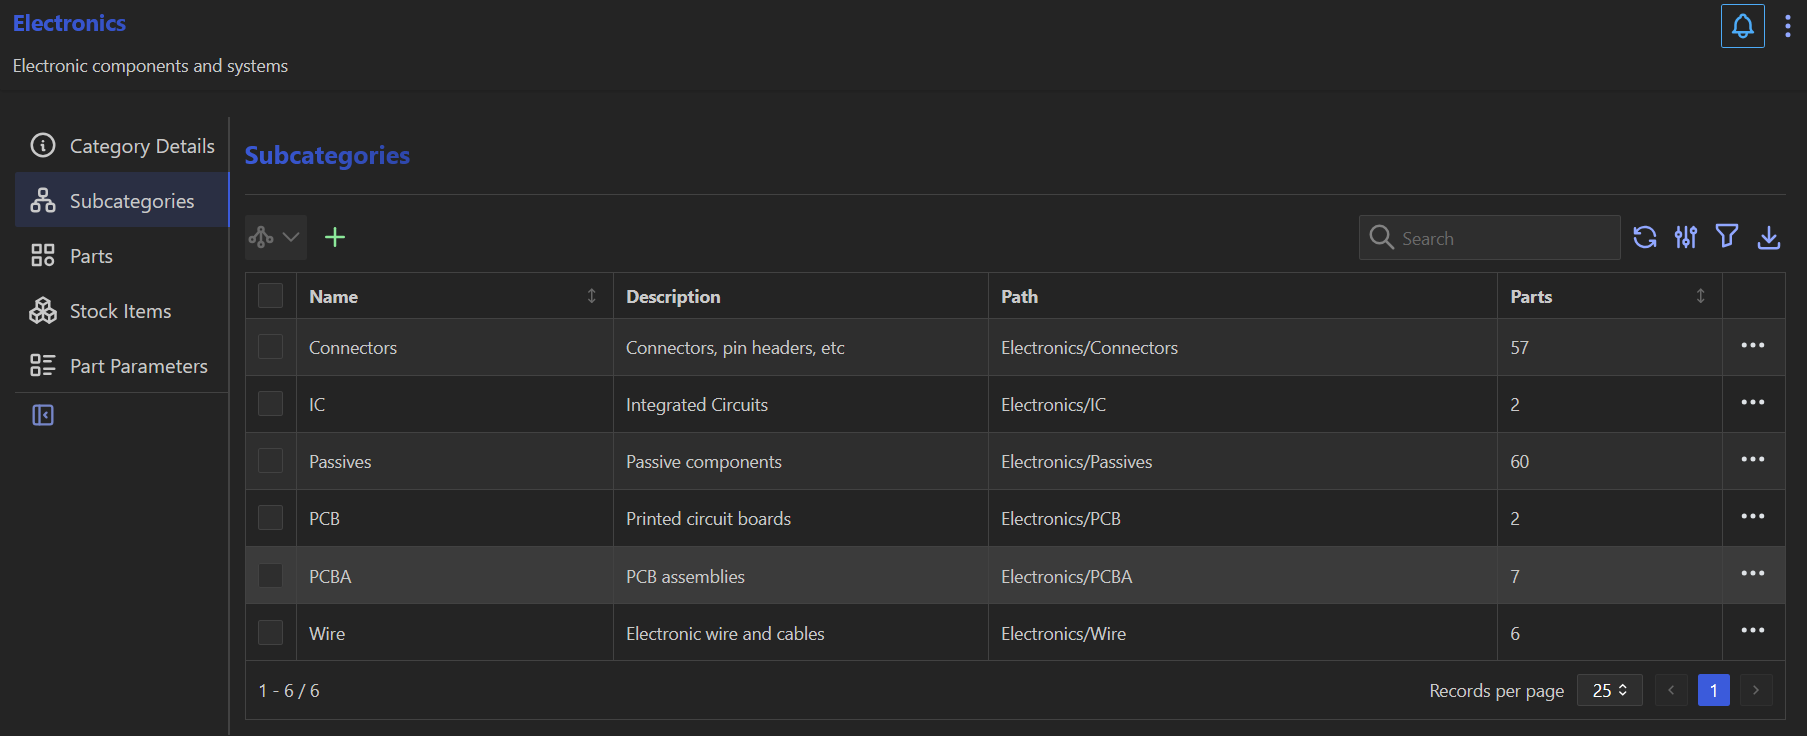 Electronics
Electronic components and systems
Category Details
Subcategories
Parts
Stock Items
Part Parameters
Subcategories
Search
Name Description Path Parts
Connectors Connectors, pin headers, etc Electronics/Connectors 57
IC Integrated Circuits Electronics/IC 2
Passives Passive components Electronics/Passives 60
PCB Printed circuit boards Electronics/PCB 2
PCBA PCB assemblies Electronics/PCBA 7
Wire Electronic wire and cables Electronics/Wire 6
1 - 6 / 6 Records per page 25 1